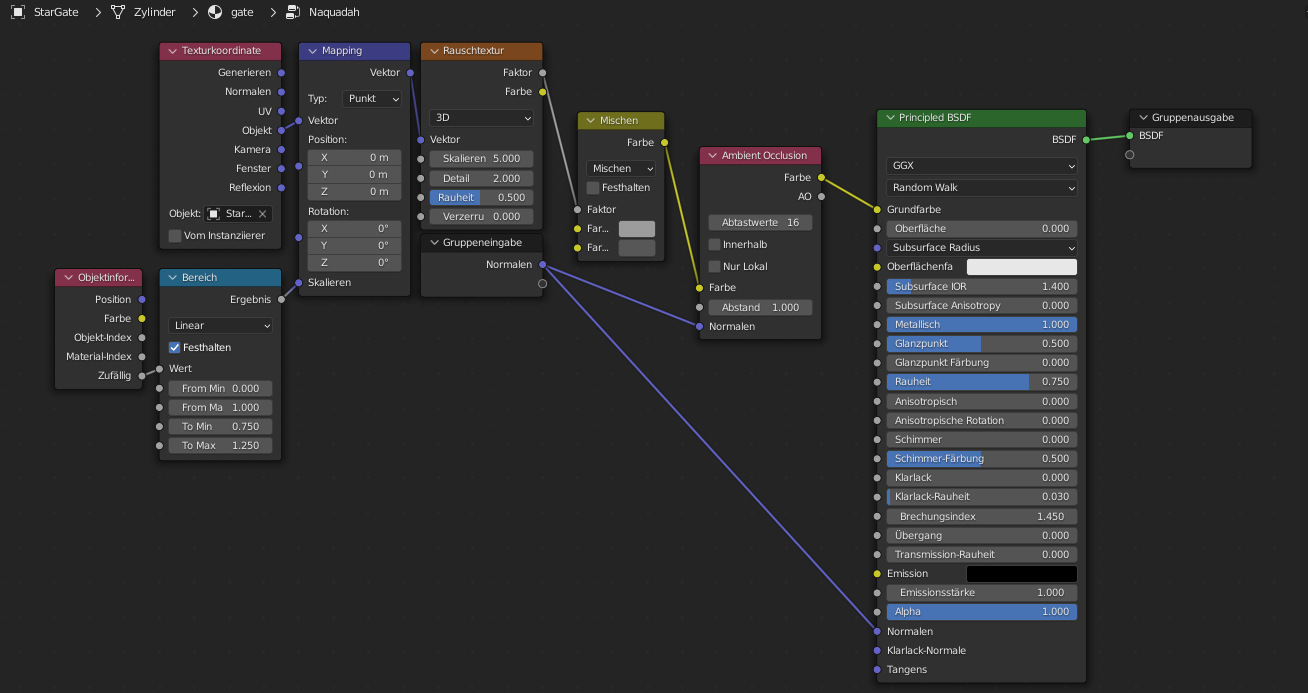 StarGate > Zylinder > gate > Naquadah
Texturkoordinate
Generieren
Normalen
UV
Objekt
Kamera
Fenster
Reflexion
Objekt: Star...
Vom Instanziierer
Mapping
Vektor
Typ: Punkt
Vektor
Position:
X 0 m
Y 0 m
Z 0 m
Rotation:
X 0°
Y 0°
Z 0°
Skalieren
Rauschtextur
Faktor
Farbe
3D
Vektor
Skalieren 5.000
Detail 2.000
Rauheit 0.500
Verzerru 0.000
Gruppeneingabe
Normalen
Objektinfor...
Position
Farbe
Objekt-Index
Material-Index
Zufällig
Bereich
Ergebnis
Linear
Festhalten
Wert
From Min 0.000
From Ma 1.000
To Min 0.750
To Max 1.250
Mischen
Farbe
Mischen
Festhalten
Faktor
Far...
Far...
Ambient Occlusion
Farbe
AO
Abtastwerte 16
Innerhalb
Nur Lokal
Farbe
Abstand 1.000
Normalen
Principled BSDF
BSDF
GGX
Random Walk
Grundfarbe
Oberfläche 0.000
Subsurface Radius
Oberflächenfa
Subsurface IOR 1.400
Subsurface Anisotropy 0.000
Metallisch 1.000
Glanzpunkt 0.500
Glanzpunkt Färbung 0.000
Rauheit 0.750
Anisotropisch 0.000
Anisotropische Rotation 0.000
Schimmer 0.000
Schimmer-Färbung 0.500
Klarlack 0.000
Klarlack-Rauheit 0.030
Brechungsindex 1.450
Übergang 0.000
Transmission-Rauheit 0.000
Emission
Emissionsstärke 1.000
Alpha 1.000
Normalen
Klarlack-Normale
Tangens
Gruppenausgabe
BSDF